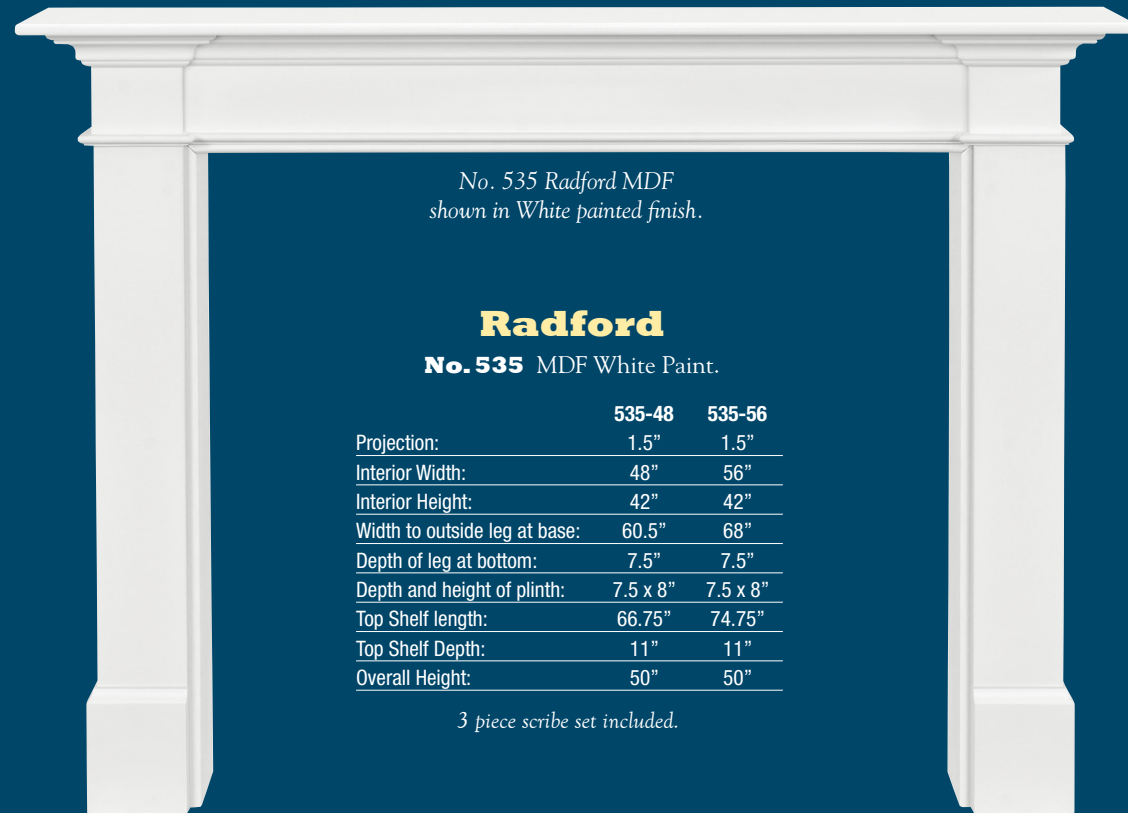 No. 535 Radford MDF
shown in White painted finish.
Radford
No. 535 MDF White Paint.
535-48 535-56
Projection: 1.5” 1.5”
Interior Width: 48” 56”
Interior Height: 42” 42”
Width to outside leg at base: 60.5” 68”
Depth of leg at bottom: 7.5” 7.5”
Depth and height of plinth: 7.5 x 8” 7.5 x 8”
Top Shelf length: 66.75” 74.75”
Top Shelf Depth: 11” 11”
Overall Height: 50” 50”
3 piece scribe set included.